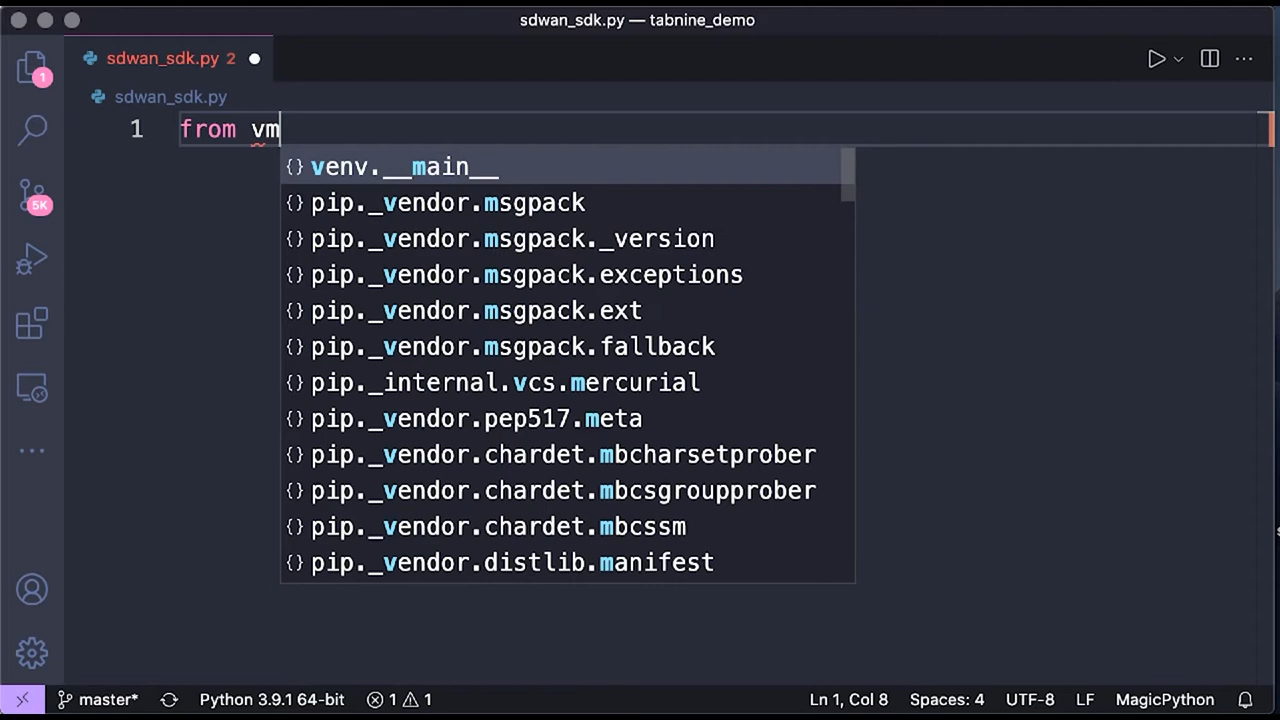 sdwan_sdk.py — tabnine_demo
sdwan_sdk.py 2
1
sdwan_sdk.py
1 from vm
5K
{} venv.__main__
{} pip._vendor.msgpack
{} pip._vendor.msgpack._version
{} pip._vendor.msgpack.exceptions
{} pip._vendor.msgpack.ext
{} pip._vendor.msgpack.fallback
{} pip._internal.vcs.mercurial
{} pip._vendor.pep517.meta
{} pip._vendor.chardet.mbcharsetprober
{} pip._vendor.chardet.mbcsgroupprober
{} pip._vendor.chardet.mbcssm
{} pip._vendor.distlib.manifest
master* Python 3.9.1 64-bit 1 1 Ln 1, Col 8 Spaces: 4 UTF-8 LF MagicPython